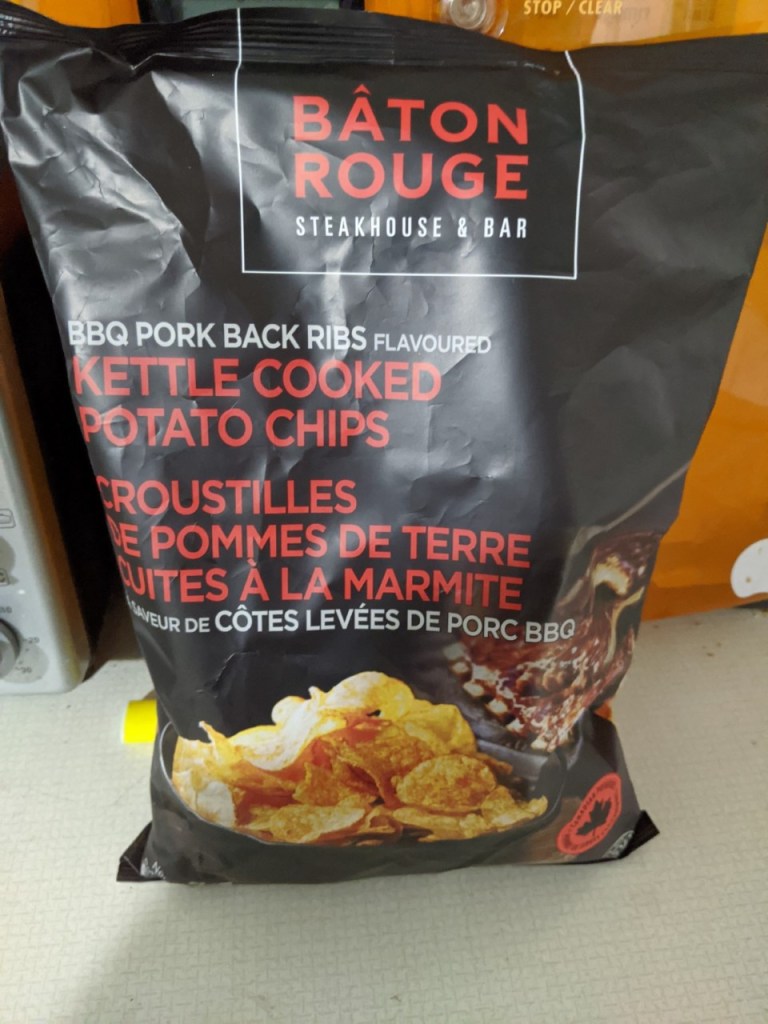 STOP / CLEAR
BÂTON
ROUGE
STEAKHOUSE & BAR
BBQ PORK BACK RIBS FLAVOURED
KETTLE COOKED
POTATO CHIPS
CROUSTILLES
DE POMMES DE TERRE
CUITES À LA MARMITE
À SAVEUR DE CÔTES LEVÉES DE PORC BBQ